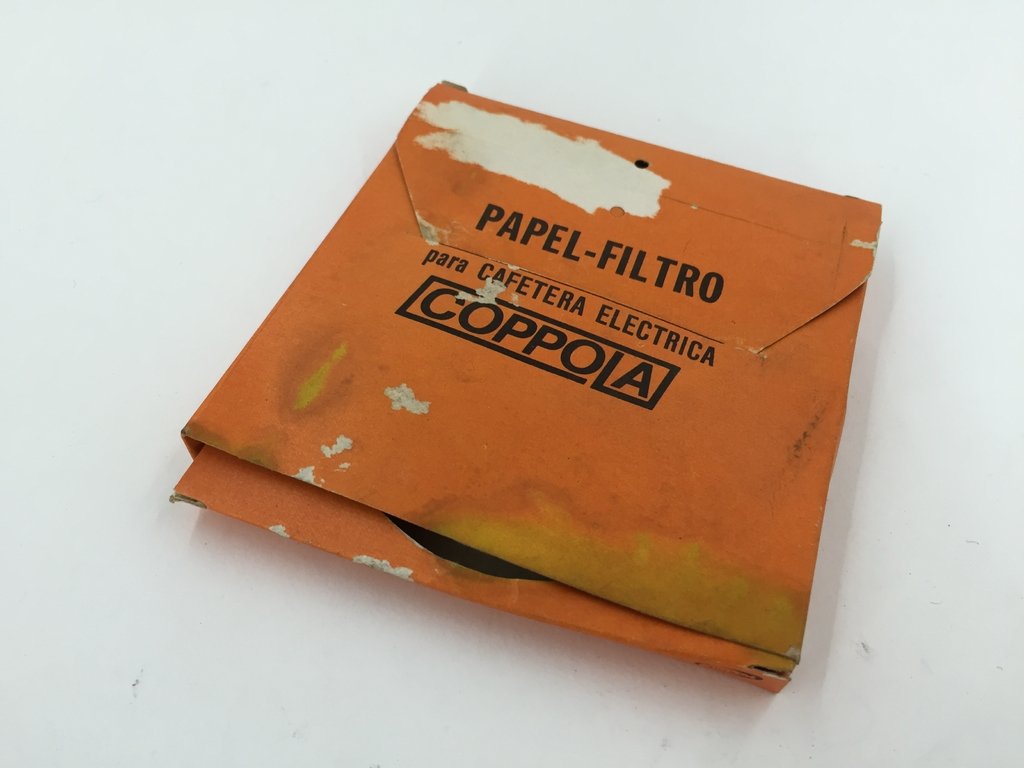 PAPEL-FILTRO
para CAFETERA ELECTRICA
COPPOLA